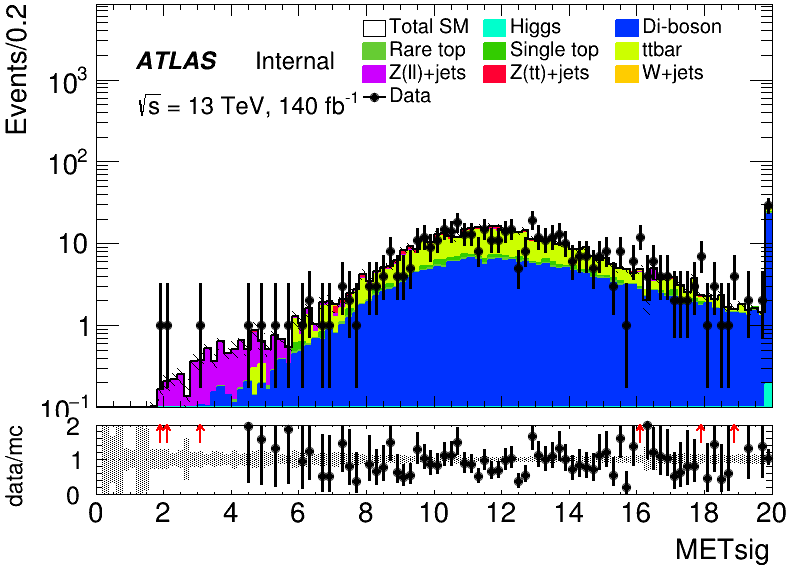 Events/0.2
ATLAS Internal
√s = 13 TeV, 140 fb⁻¹
Total SM Higgs Di-boson
Rare top Single top ttbar
Z(ll)+jets Z(tt)+jets W+jets
Data
10³
10²
10
1
10⁻¹
data/mc
2
1
0
0 2 4 6 8 10 12 14 16 18 20
METsig